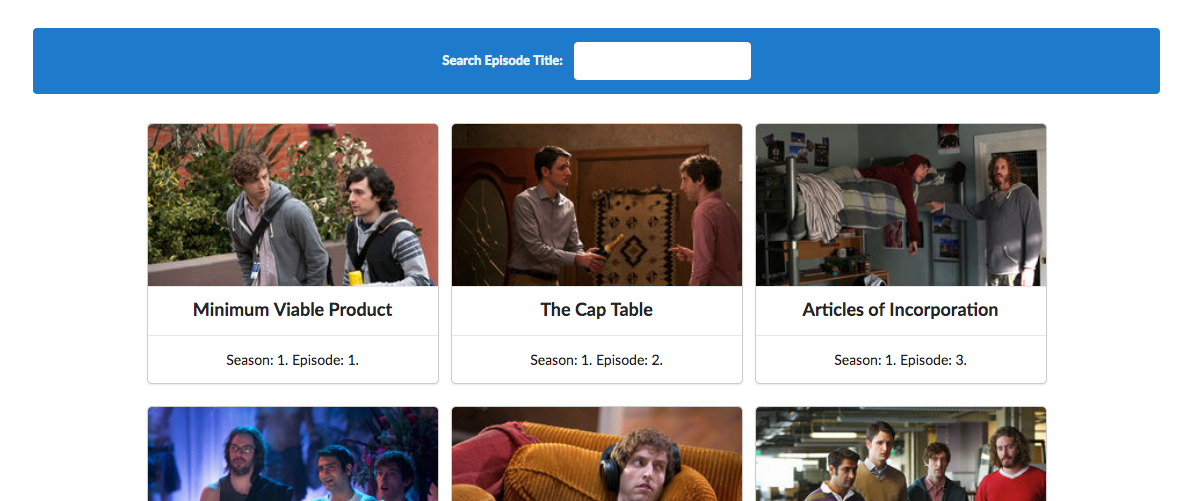 Search Episode Title:
Minimum Viable Product
The Cap Table
Articles of Incorporation
Season: 1. Episode: 1.
Season: 1. Episode: 2.
Season: 1. Episode: 3.